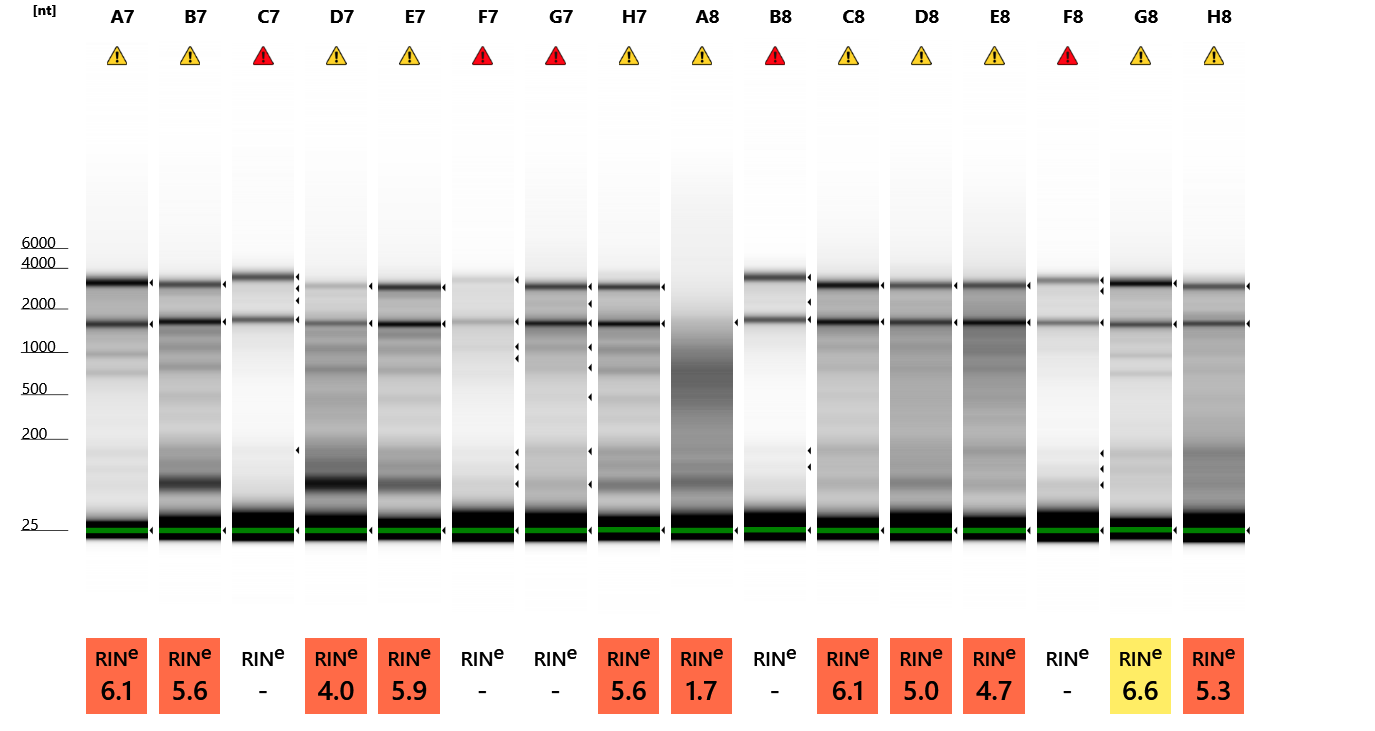 [nt] A7 B7 C7 D7 E7 F7 G7 H7 A8 B8 C8 D8 E8 F8 G8 H8
6000
4000
2000
1000
500
200
25
RINe RINe RINe RINe RINe RINe RINe RINe RINe RINe RINe RINe RINe RINe RINe RINe
6.1 5.6 - 4.0 5.9 - - 5.6 1.7 - 6.1 5.0 4.7 - 6.6 5.3